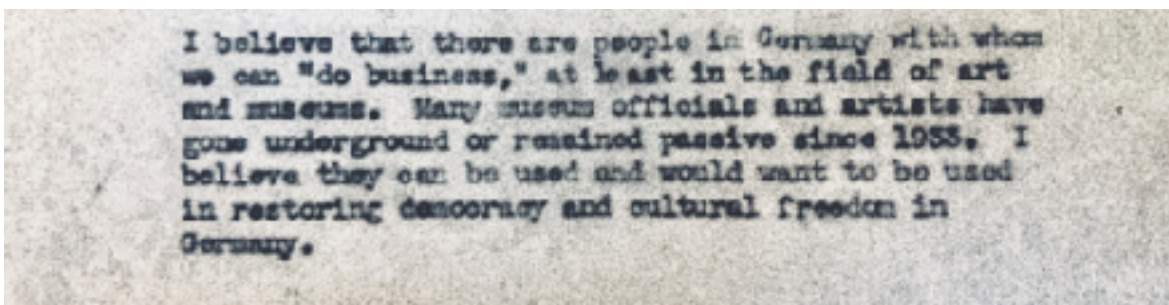 I believe that there are people in Germany with whom
we can "do business," at least in the field of art
and museums. Many museum officials and artists have
gone underground or remained passive since 1933. I
believe they can be used and would want to be used
in restoring democracy and cultural freedom in
Germany.